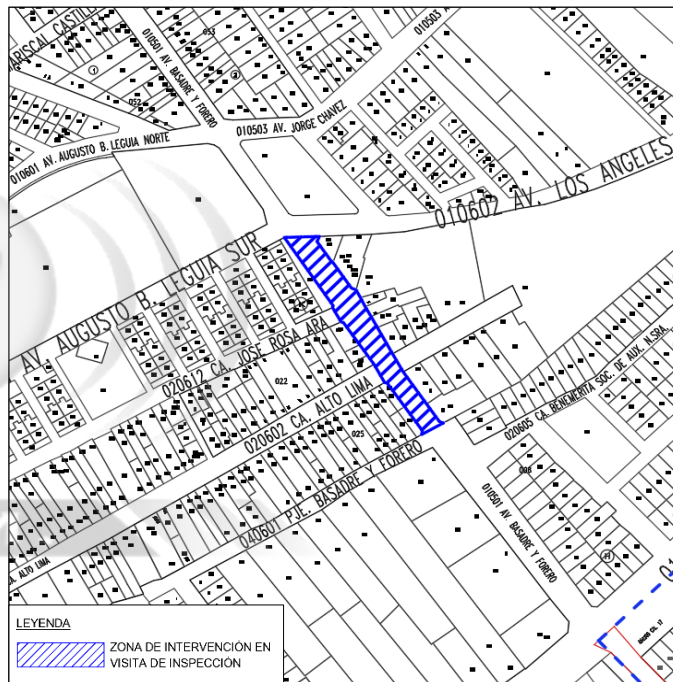 MARISCAL CASTILL
010501 AV. BASADRE Y FORERO
053
1
052
010503 A
010503 AV. JORGE CHAVEZ
010601 AV. AUGUSTO B. LEGUIA NORTE
010602 AV. LOS ANGELES
AV. AUGUSTO B. LEGUIA SUR
020612 CA. JOSE ROSA ARA
022
020602 CA. ALTO LIMA
025
020605 CA. BENEMERITA SOC. DE AUX. N.SRA.
040601 PJE. BASADRE Y FORERO
008
010501 AV. BASADRE Y FORERO
A. ALTO LIMA
LEYENDA
ZONA DE INTERVENCIÓN EN
VISITA DE INSPECCIÓN